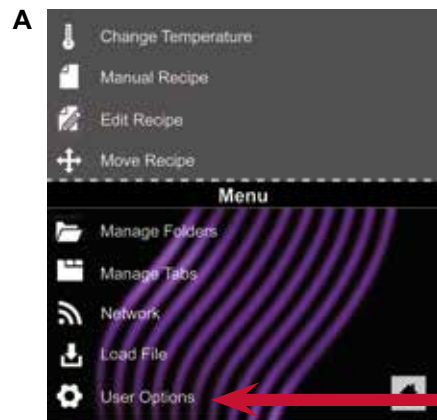 A
Change Temperature
Manual Recipe
Edit Recipe
Move Recipe
Menu
Manage Folders
Manage Tabs
Network
Load File
User Options